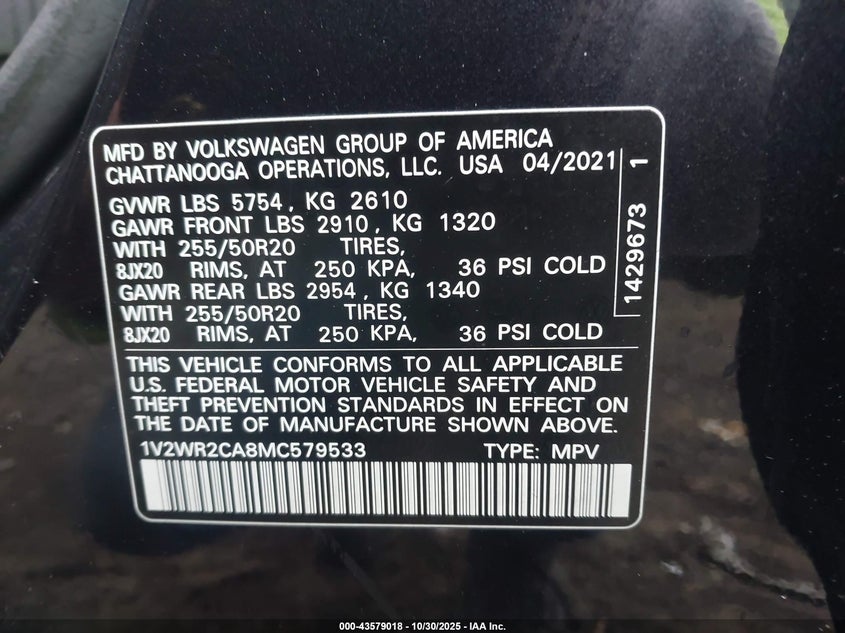 MFD BY VOLKSWAGEN GROUP OF AMERICA
CHATTANOOGA OPERATIONS, LLC. USA 04/2021
GVWR LBS 5754, KG 2610
GAWR FRONT LBS 2910, KG 1320
WITH 255/50R20 TIRES,
8JX20 RIMS, AT 250 KPA, 36 PSI COLD
GAWR REAR LBS 2954, KG 1340
WITH 255/50R20 TIRES,
8JX20 RIMS, AT 250 KPA, 36 PSI COLD
1429673 1
THIS VEHICLE CONFORMS TO ALL APPLICABLE
U.S. FEDERAL MOTOR VEHICLE SAFETY AND
THEFT PREVENTION STANDARDS IN EFFECT ON
THE DATE OF MANUFACTURE SHOWN ABOVE.
1V2WR2CA8MC579533 TYPE: MPV
000-43579018 - 10/30/2025 - IAA Inc.